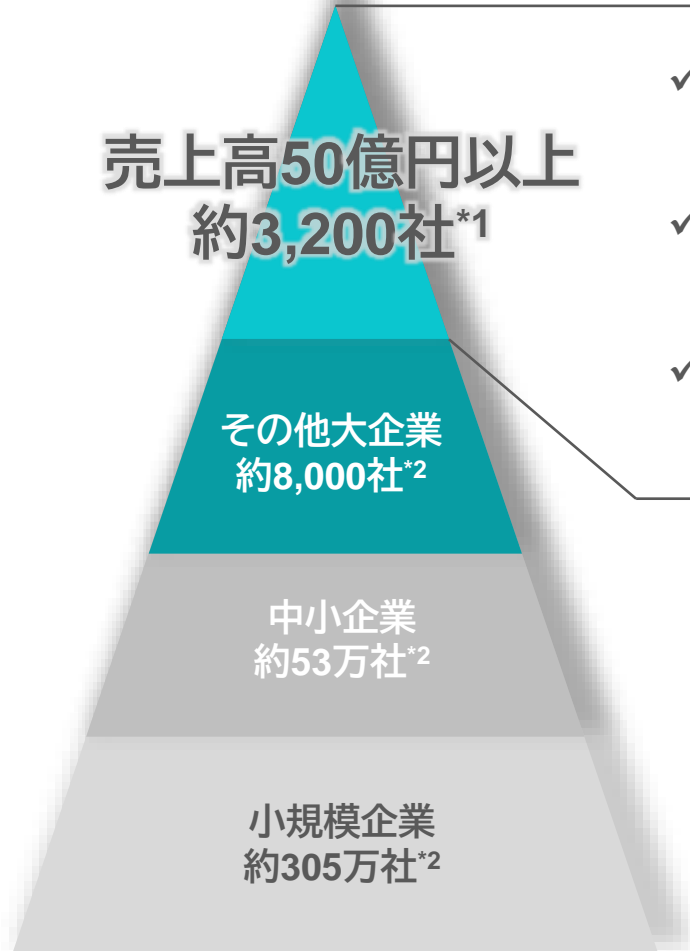 売上高50億円以上
約3,200社*1
✓
✓
✓
その他大企業
約8,000社*2
中小企業
約53万社*2
小規模企業
約305万社*2